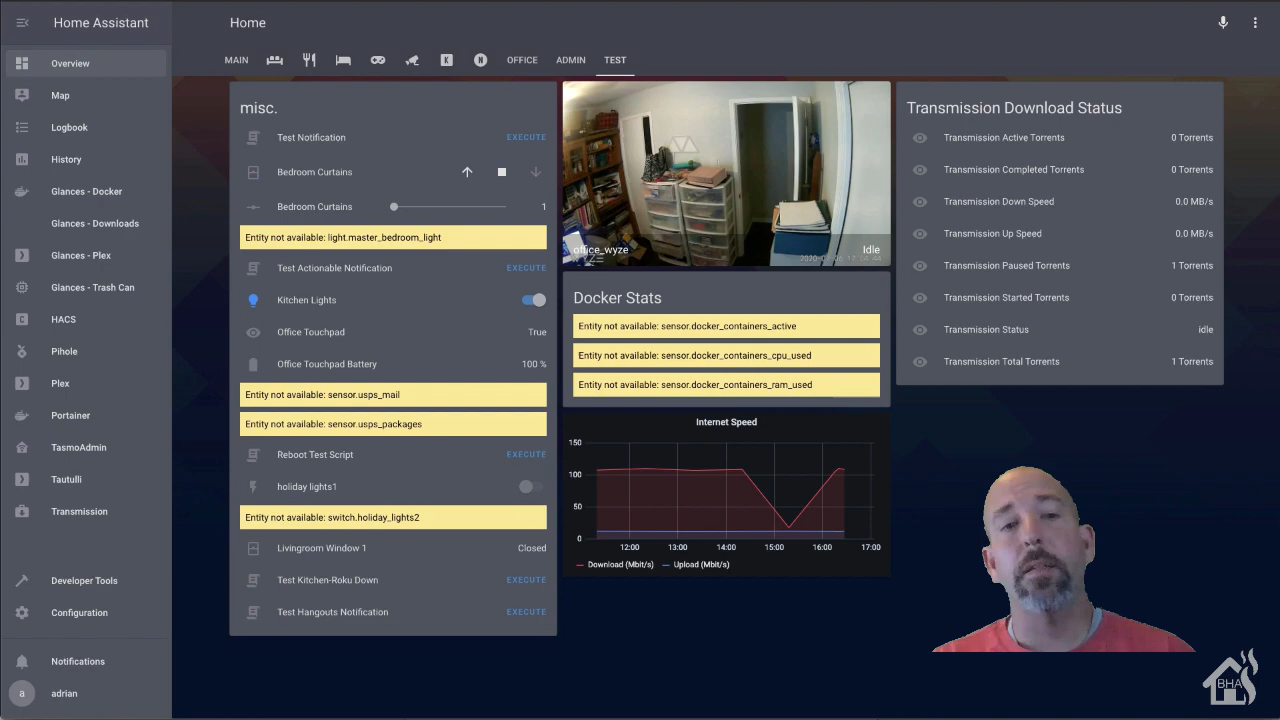 Home Assistant
Home
Overview
Map
Logbook
History
Glances - Docker
Glances - Downloads
Glances - Plex
Glances - Trash Can
HACS
Pihole
Plex
Portainer
TasmoAdmin
Tautulli
Transmission
Developer Tools
Configuration
Notifications
a adrian
MAIN K N OFFICE ADMIN TEST
misc.
Test Notification EXECUTE
Bedroom Curtains
Bedroom Curtains 1
Entity not available: light.master_bedroom_light
Test Actionable Notification EXECUTE
Kitchen Lights
Office Touchpad True
Office Touchpad Battery 100 %
Entity not available: sensor.usps_mail
Entity not available: sensor.usps_packages
Reboot Test Script EXECUTE
holiday lights1
Entity not available: switch.holiday_lights2
Livingroom Window 1 Closed
Test Kitchen-Roku Down EXECUTE
Test Hangouts Notification EXECUTE
office_wyze Idle
Docker Stats
Entity not available: sensor.docker_containers_active
Entity not available: sensor.docker_containers_cpu_used
Entity not available: sensor.docker_containers_ram_used
Internet Speed
150
100
50
0
12:00 13:00 14:00 15:00 16:00 17:00
Download (Mbit/s) Upload (Mbit/s)
Transmission Download Status
Transmission Active Torrents 0 Torrents
Transmission Completed Torrents 0 Torrents
Transmission Down Speed 0.0 MB/s
Transmission Up Speed 0.0 MB/s
Transmission Paused Torrents 1 Torrents
Transmission Started Torrents 0 Torrents
Transmission Status idle
Transmission Total Torrents 1 Torrents
BHA